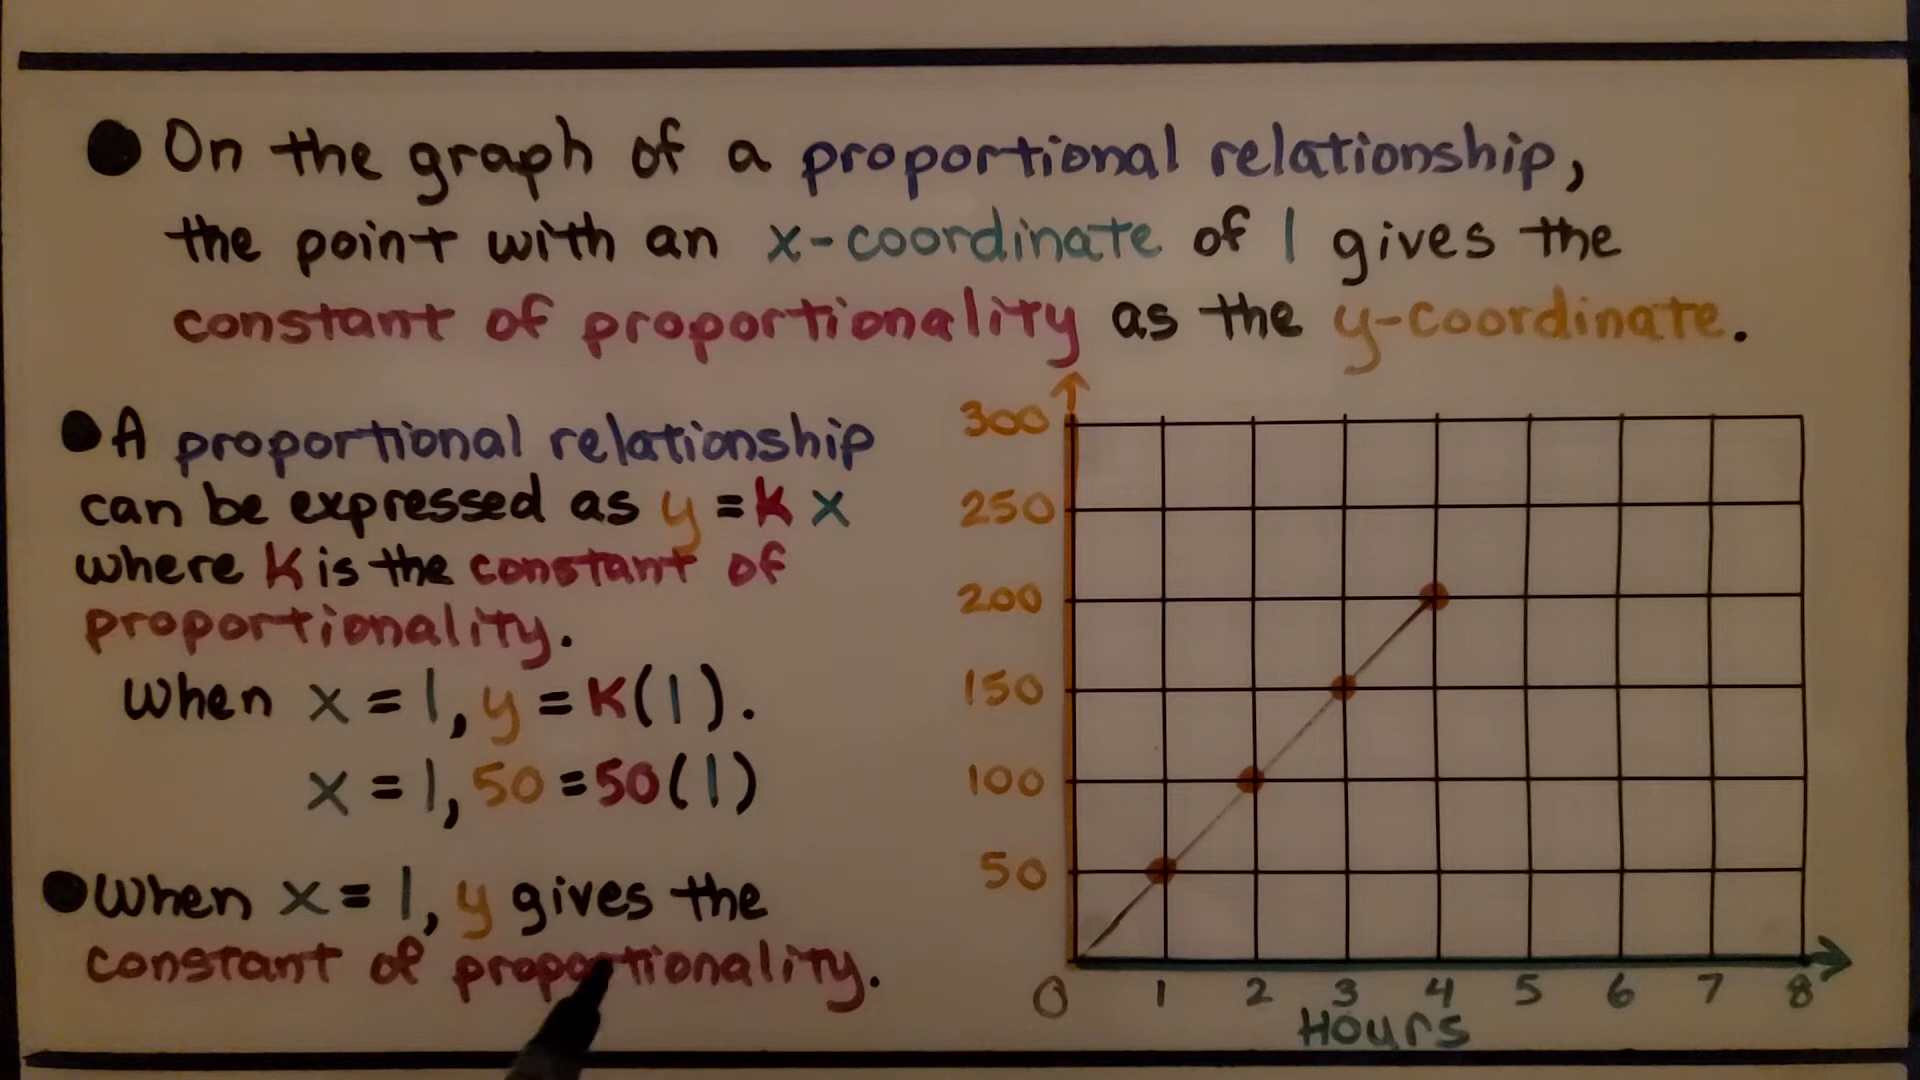 On the graph of a proportional relationship,
the point with an x-coordinate of 1 gives the
constant of proportionality as the y-coordinate.
A proportional relationship
can be expressed as y = k x
where k is the constant of
proportionality.
When x = 1, y = k(1).
x = 1, 50 = 50(1)
When x = 1, y gives the
constant of proportionality.
300
250
200
150
100
50
0 1 2 3 4 5 6 7 8
Hours